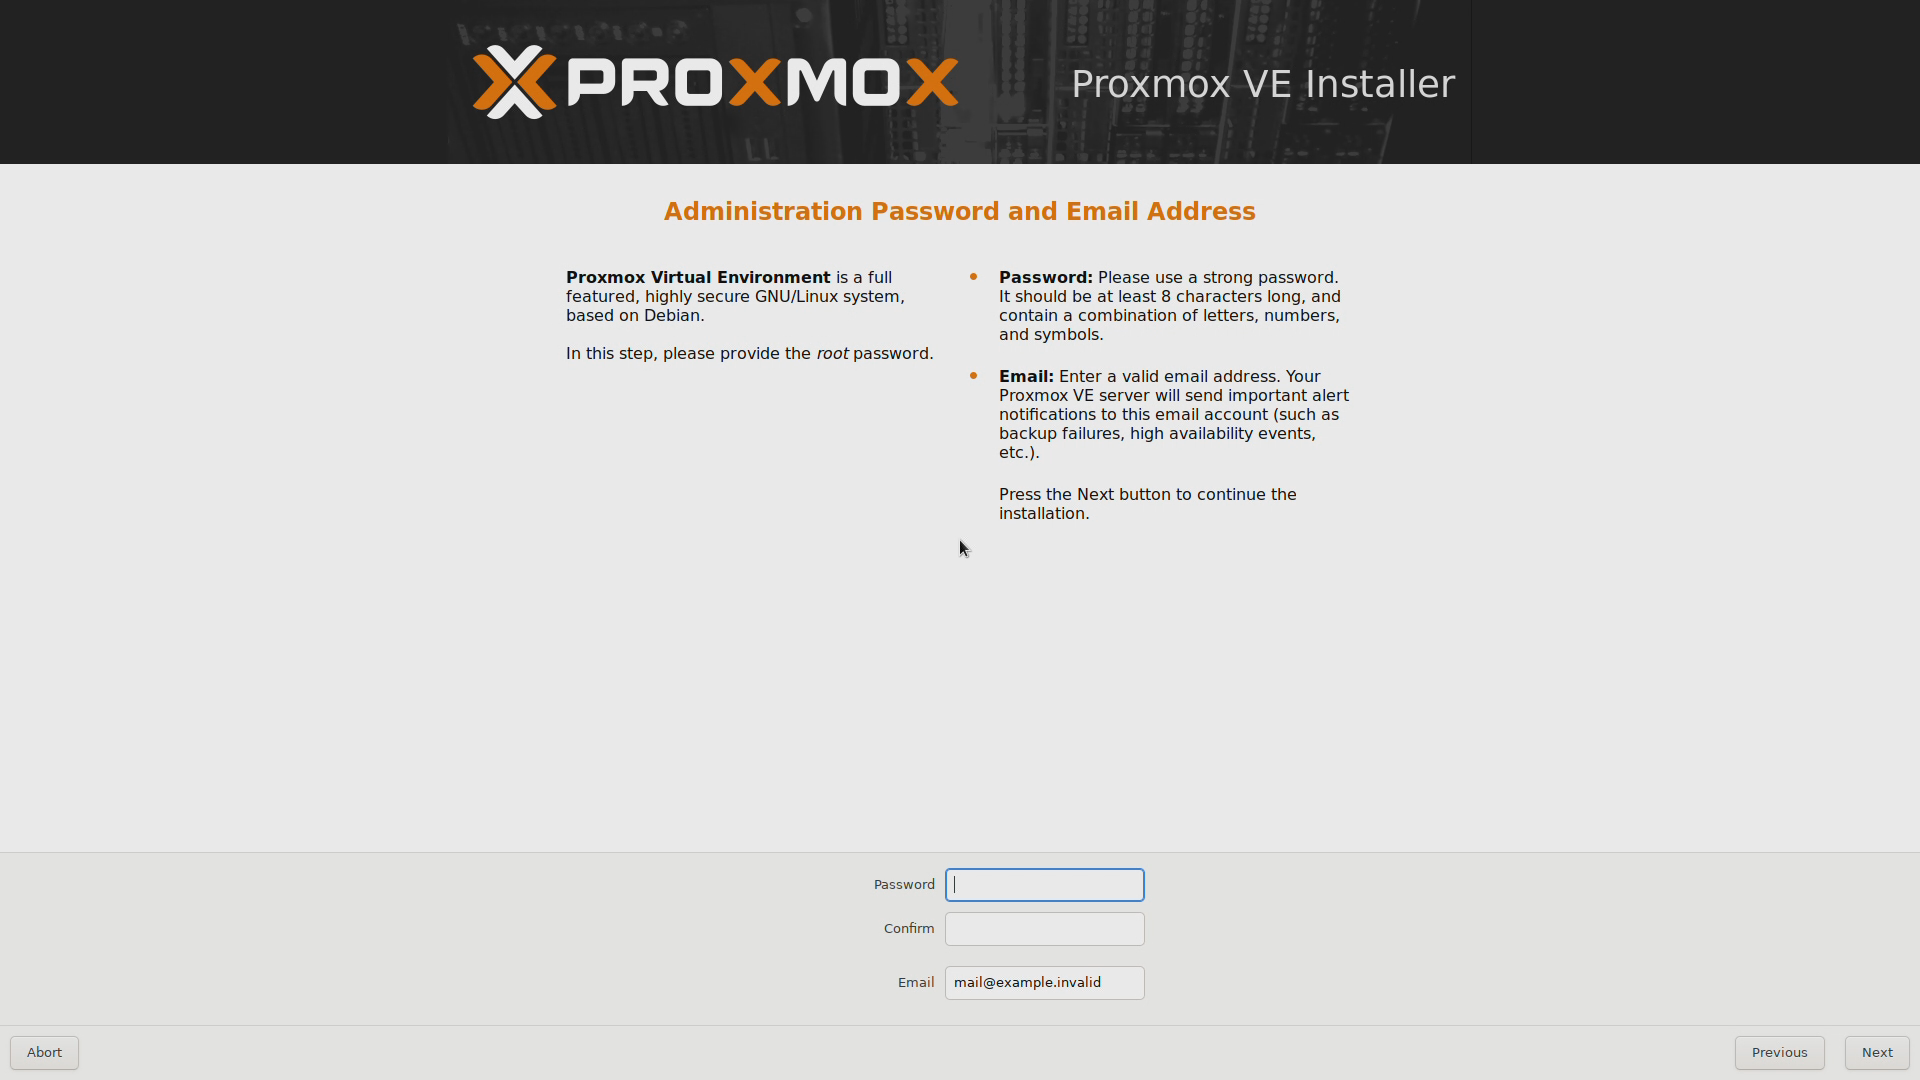 PROXMOX
Proxmox VE Installer
Administration Password and Email Address
Proxmox Virtual Environment is a full
featured, highly secure GNU/Linux system,
based on Debian.
In this step, please provide the root password.
Password: Please use a strong password.
It should be at least 8 characters long, and
contain a combination of letters, numbers,
and symbols.
Email: Enter a valid email address. Your
Proxmox VE server will send important alert
notifications to this email account (such as
backup failures, high availability events,
etc.).
Press the Next button to continue the
installation.
Password
Confirm
Email mail@example.invalid
Abort Previous Next